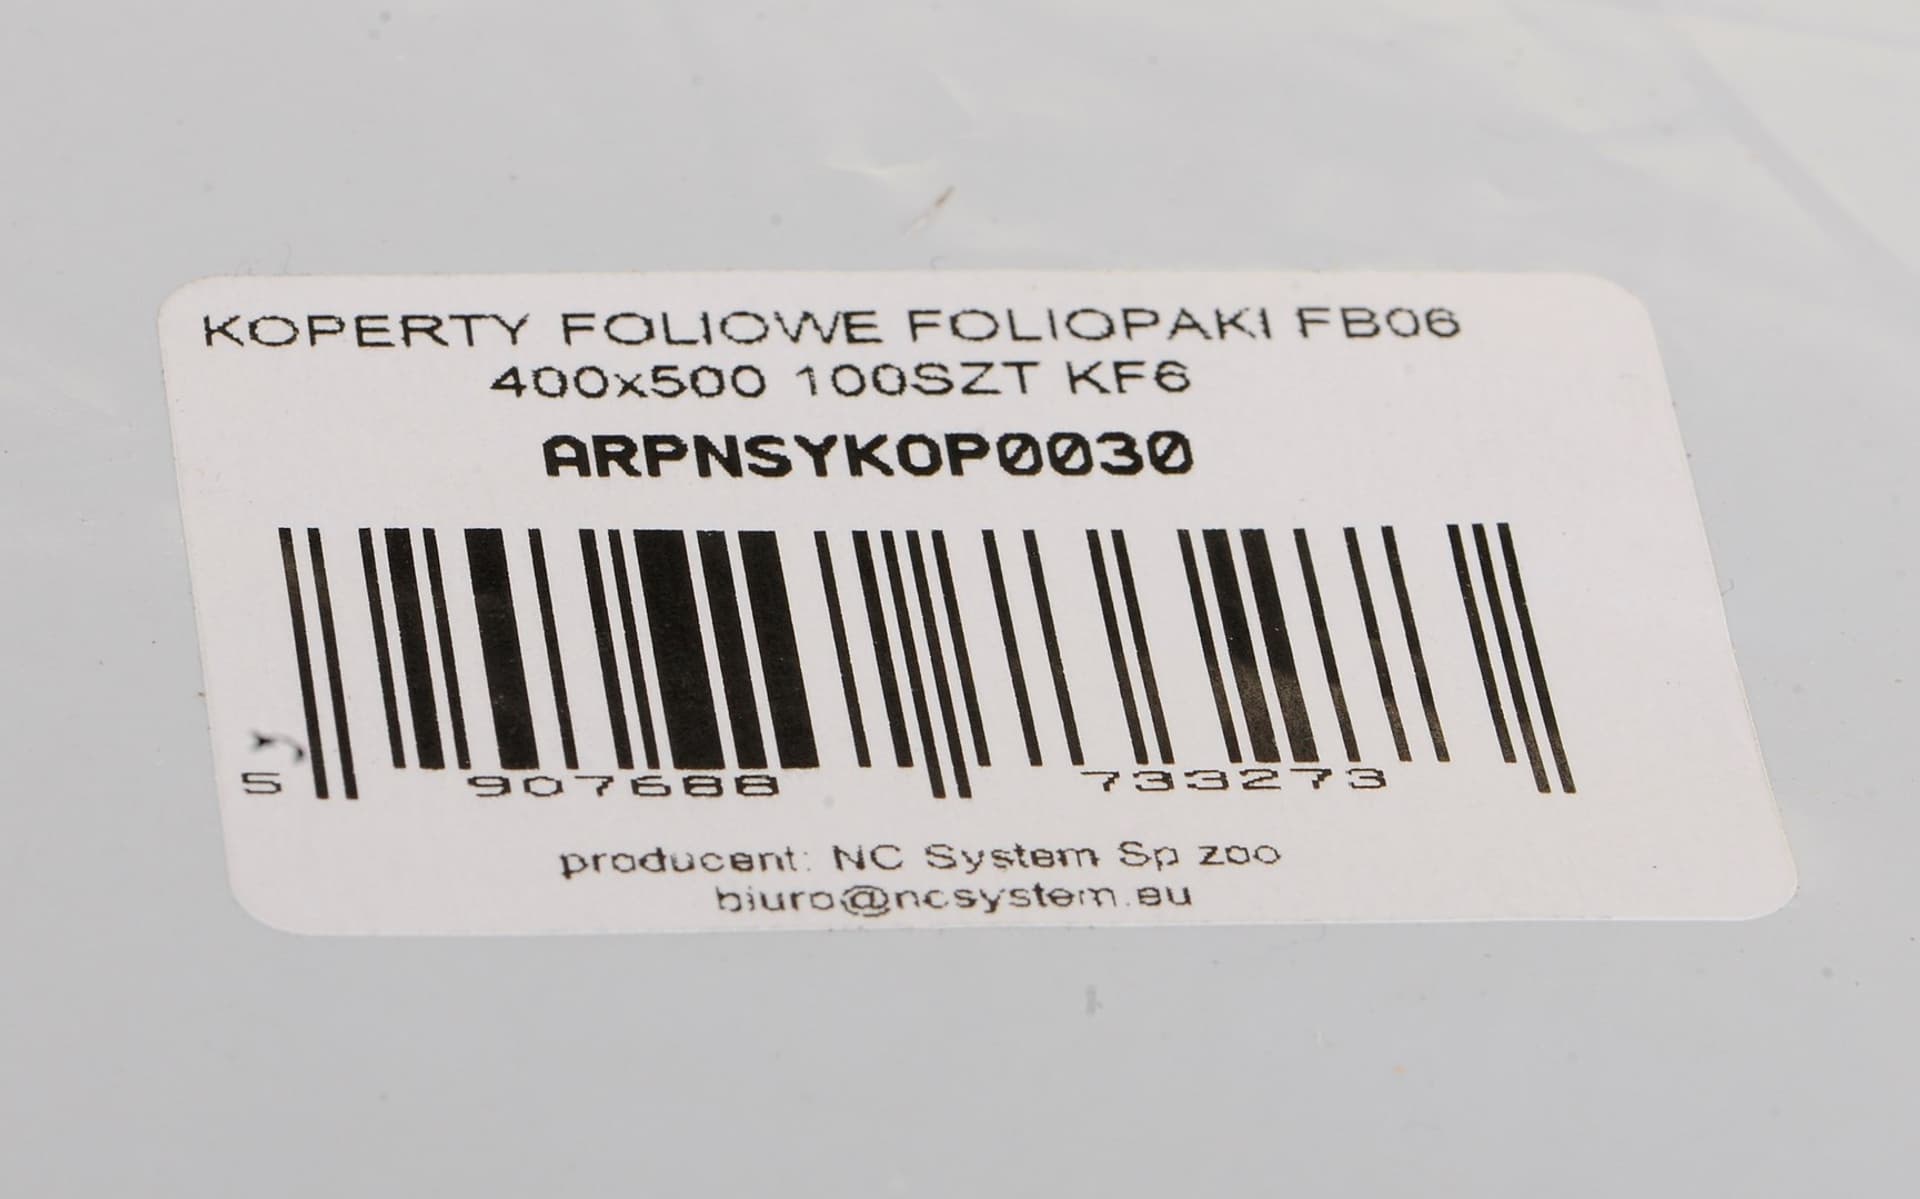 KOPERTY FOLIOWE FOLIOPAKI FB06
400x500 100SZT KF6
ARPNSYKOP0030
5 907688 733273
producent: NC System Sp zoo
biuro@ncsystem.eu